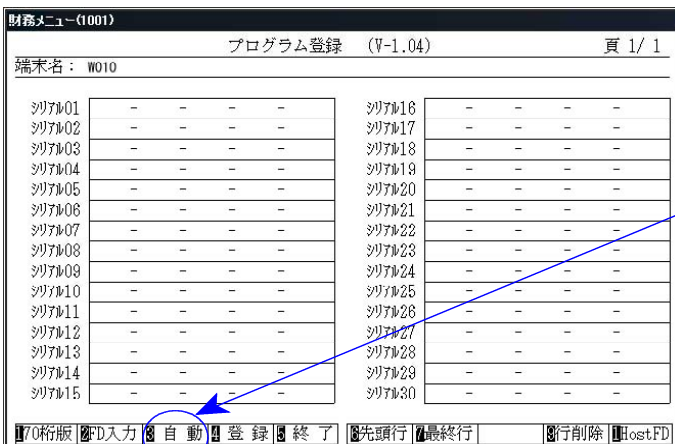 財務メニュー(1001)
プログラム登録 (V-1.04) 頁 1/ 1
端末名： W010
ｼﾘｱﾙ01 - - - - ｼﾘｱﾙ16 - - - -
ｼﾘｱﾙ02 - - - - ｼﾘｱﾙ17 - - - -
ｼﾘｱﾙ03 - - - - ｼﾘｱﾙ18 - - - -
ｼﾘｱﾙ04 - - - - ｼﾘｱﾙ19 - - - -
ｼﾘｱﾙ05 - - - - ｼﾘｱﾙ20 - - - -
ｼﾘｱﾙ06 - - - - ｼﾘｱﾙ21 - - - -
ｼﾘｱﾙ07 - - - - ｼﾘｱﾙ22 - - - -
ｼﾘｱﾙ08 - - - - ｼﾘｱﾙ23 - - - -
ｼﾘｱﾙ09 - - - - ｼﾘｱﾙ24 - - - -
ｼﾘｱﾙ10 - - - - ｼﾘｱﾙ25 - - - -
ｼﾘｱﾙ11 - - - - ｼﾘｱﾙ26 - - - -
ｼﾘｱﾙ12 - - - - ｼﾘｱﾙ27 - - - -
ｼﾘｱﾙ13 - - - - ｼﾘｱﾙ28 - - - -
ｼﾘｱﾙ14 - - - - ｼﾘｱﾙ29 - - - -
ｼﾘｱﾙ15 - - - - ｼﾘｱﾙ30 - - - -
1 70桁版 2 FD入力 3 自 動 4 登 録 5 終 了 6 先頭行 7 最終行 9 行削除 1 HostFD